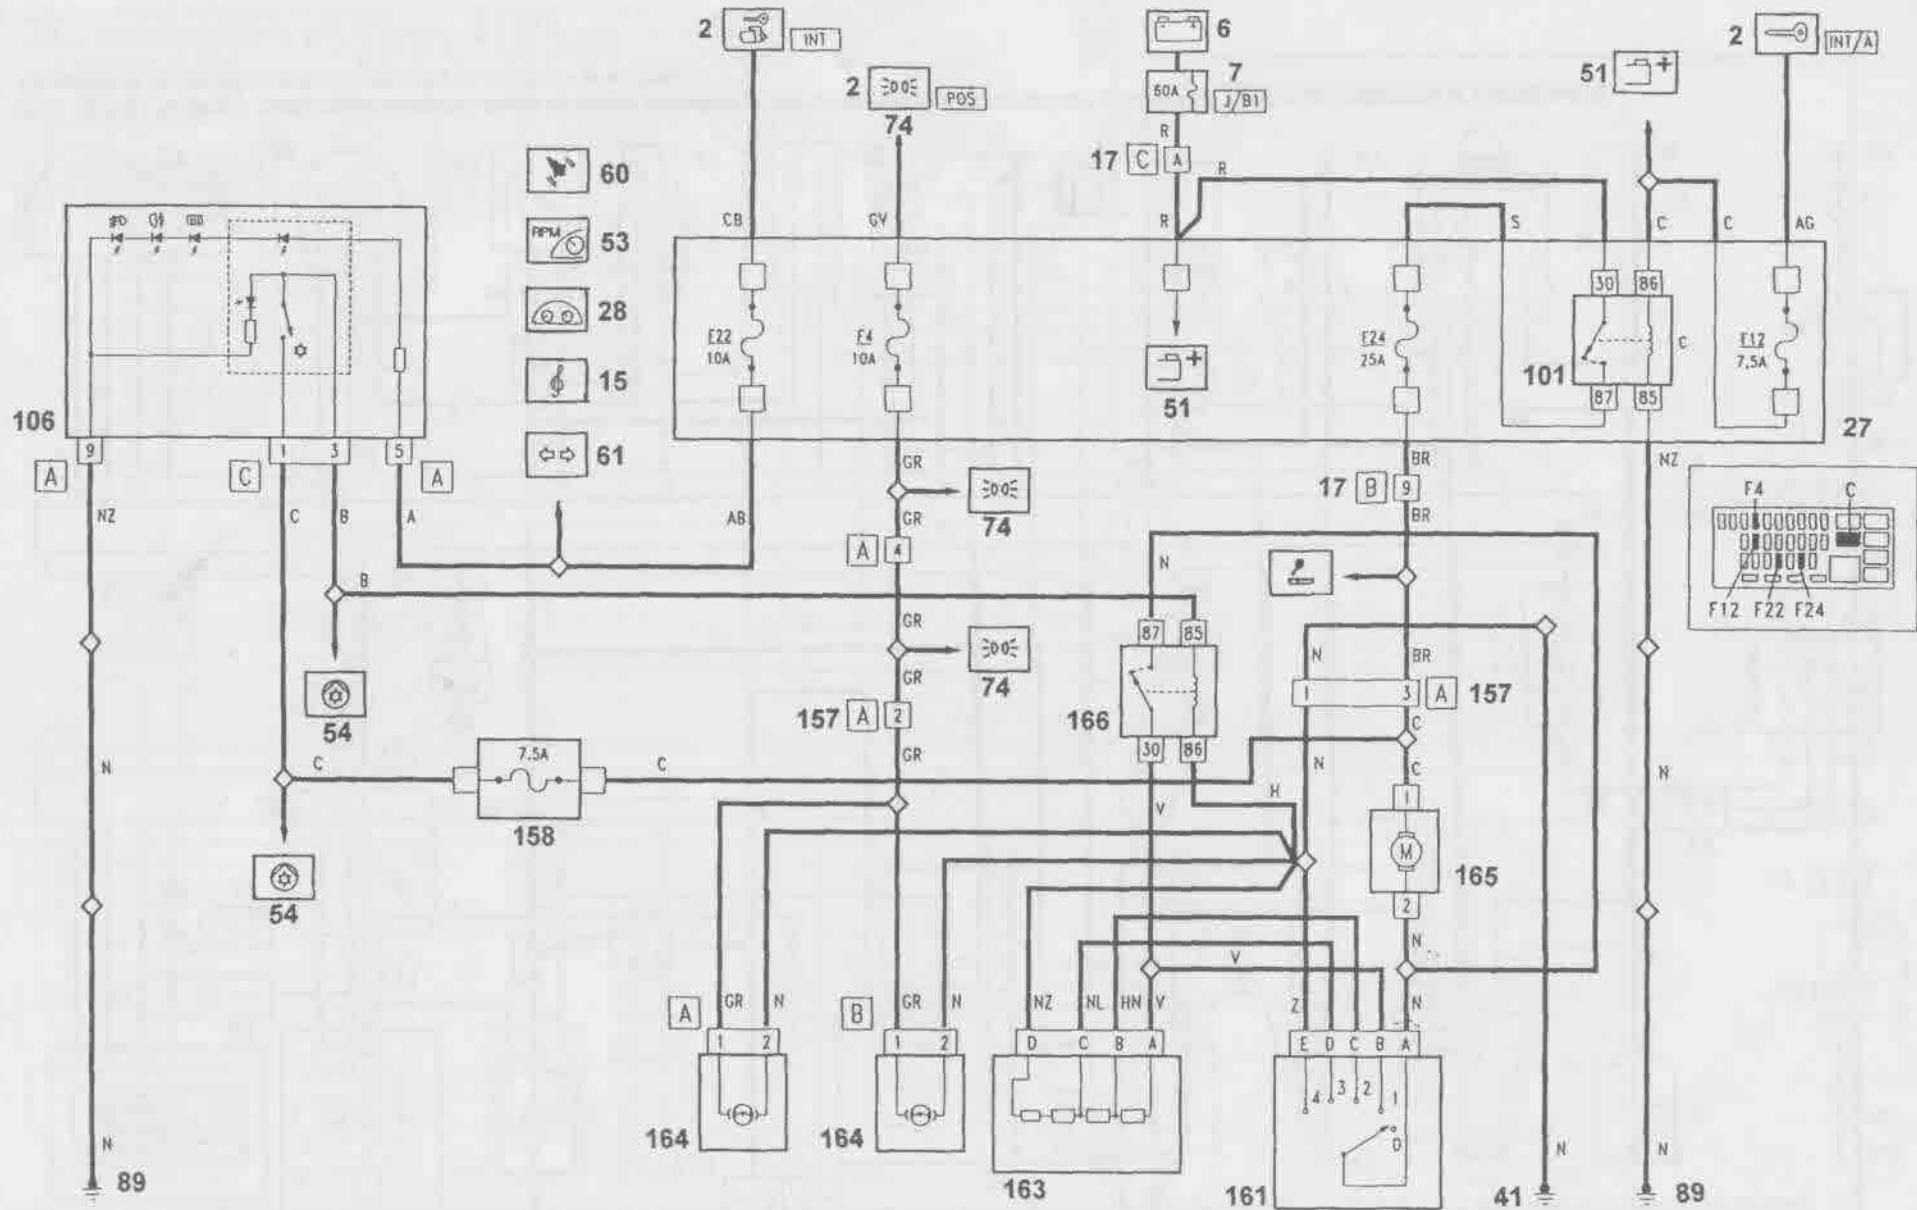 2 INT
6
2 INT/A
51 +
2 POS
74
60A 7 J/B1
R
17 C A
R
60
RPM 53
28
15
61
CB GV R S C C AG
30 86
F22 10A
F4 10A
51 +
F24 25A
101 C
87 85
F12 7,5A
27
106
9 1 3 5
A C A
NZ C B A
AB
GR
74
GR
A 4
BR
17 B 9
BR
NZ
F4 C
F12 F22 F24
B
N
GR
74
GR
87 85
166
30 86
N BR
1 3 A 157
C
54
157 A 2
GR
N
C 7,5A C
158
54
V H N C
1
M 165
2
N
N
V
A GR N
B GR N
NZ NL HN V
Z N
1 2
1 2
D C B A
E D C B A
4 3 2 1 0
164
164
163
161
N
89
N
41
N
89